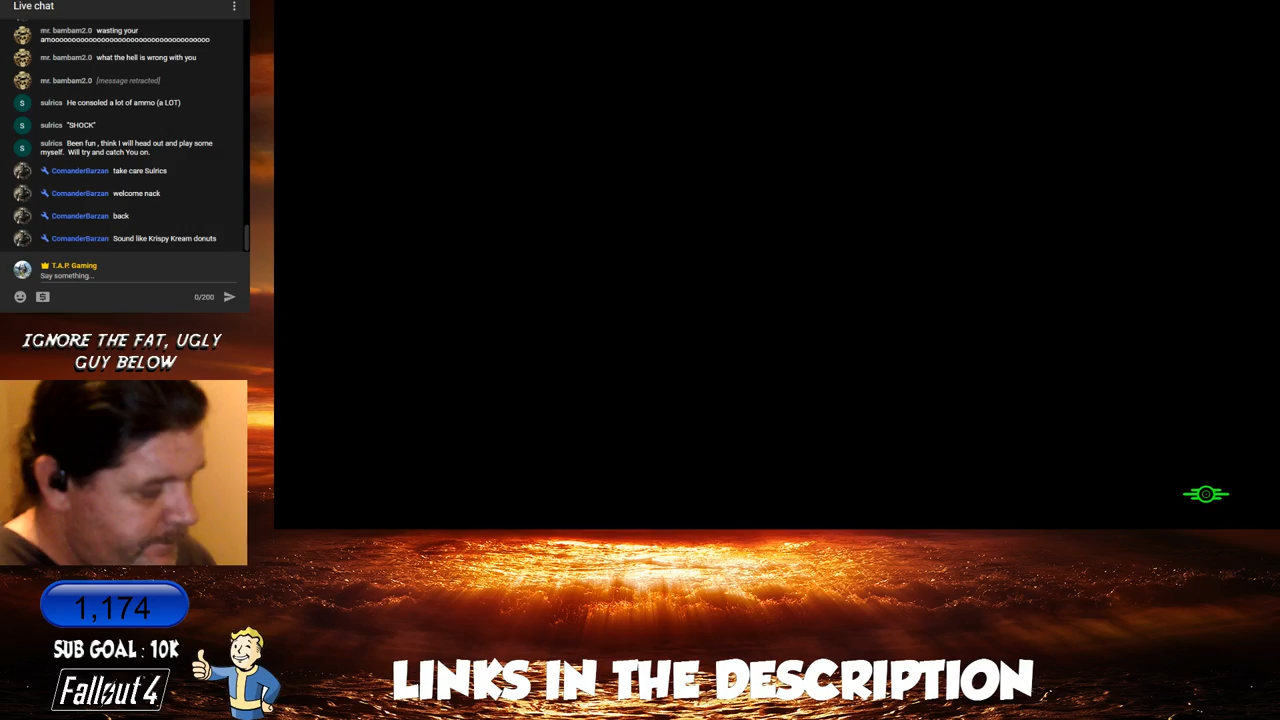 Live chat
mr. bambam2.0 wasting your
mr. bambam2.0 what the hell is wrong with you
mr. bambam2.0 [message retracted]
sulrics He consoled a lot of ammo (a LOT)
S
sulrics "SHOCK"
S
sulrics Been fun , think I will head out and play some
myself. Will try and catch You on.
S
ComanderBarzan take care Sulrics
ComanderBarzan welcome nack
ComanderBarzan back
ComanderBarzan Sound like Krispy Kream donuts
T.A.P. Gaming
Say something...
0/200
IGNORE THE FAT, UGLY
GUY BELOW
1,174
SUB GOAL : 10K
Fallout 4
LINKS IN THE DESCRIPTION